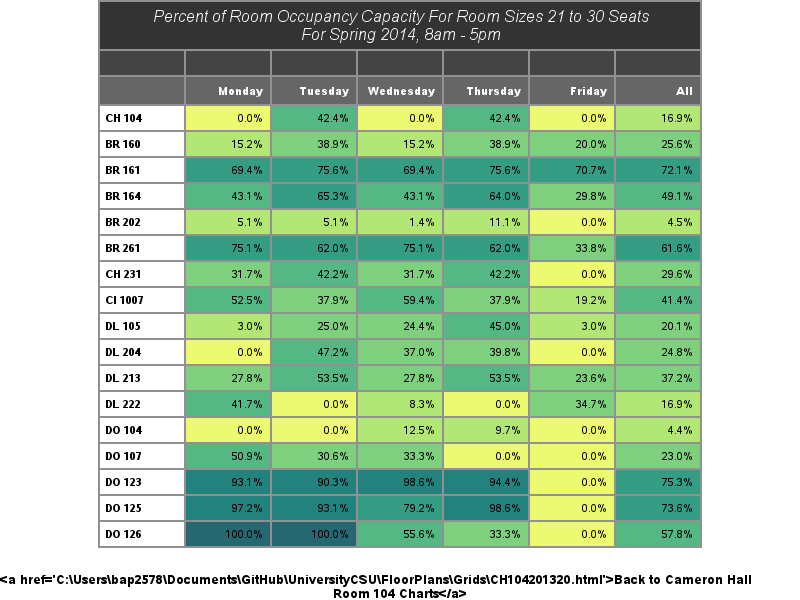 Percent of Room Occupancy Capacity For Room Sizes 21 to 30 Seats
For Spring 2014, 8am - 5pm
Monday Tuesday Wednesday Thursday Friday All
CH 104 0.0% 42.4% 0.0% 42.4% 0.0% 16.9%
BR 160 15.2% 38.9% 15.2% 38.9% 20.0% 25.6%
BR 161 69.4% 75.6% 69.4% 75.6% 70.7% 72.1%
BR 164 43.1% 65.3% 43.1% 64.0% 29.8% 49.1%
BR 202 5.1% 5.1% 1.4% 11.1% 0.0% 4.5%
BR 261 75.1% 62.0% 75.1% 62.0% 33.8% 61.6%
CH 231 31.7% 42.2% 31.7% 42.2% 0.0% 29.6%
CI 1007 52.5% 37.9% 59.4% 37.9% 19.2% 41.4%
DL 105 3.0% 25.0% 24.4% 45.0% 3.0% 20.1%
DL 204 0.0% 47.2% 37.0% 39.8% 0.0% 24.8%
DL 213 27.8% 53.5% 27.8% 53.5% 23.6% 37.2%
DL 222 41.7% 0.0% 8.3% 0.0% 34.7% 16.9%
DO 104 0.0% 0.0% 12.5% 9.7% 0.0% 4.4%
DO 107 50.9% 30.6% 33.3% 0.0% 0.0% 23.0%
DO 123 93.1% 90.3% 98.6% 94.4% 0.0% 75.3%
DO 125 97.2% 93.1% 79.2% 98.6% 0.0% 73.6%
DO 126 100.0% 100.0% 55.6% 33.3% 0.0% 57.8%
<a href='C:\Users\bap2578\Documents\GitHub\UniversityCSU\FloorPlans\Grids\CH104201320.html'>Back to Cameron Hall
Room 104 Charts</a>